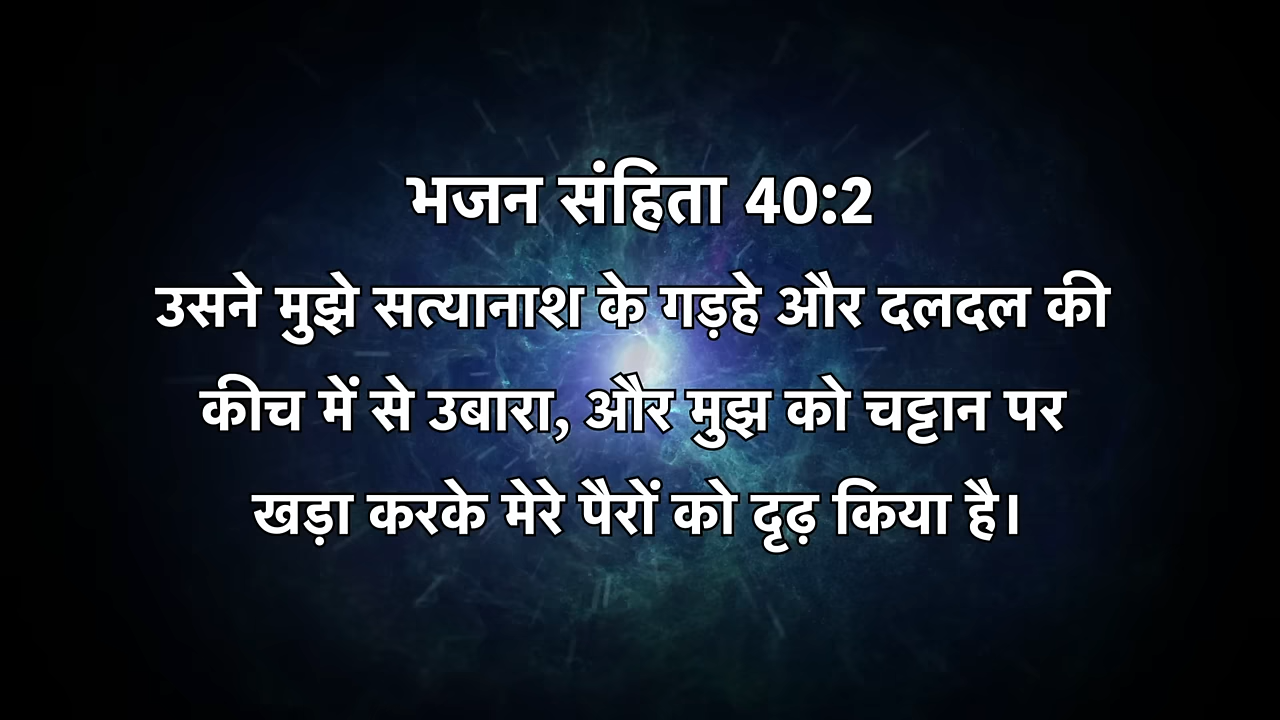 भजन संहिता 40:2
उसने मुझे सत्यानाश के गड़हे और दलदल की
कीच में से उबारा, और मुझ को चट्टान पर
खड़ा करके मेरे पैरों को दृढ़ किया है।